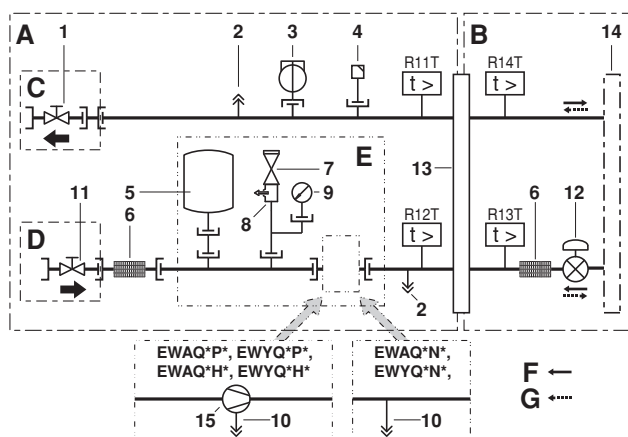 A 1 2 3 4 B 14
R11T R14T
t > t >
C
E
5 7 13
6 8 9
11 R12T R13T 6 12
t > t >
D
2
EWAQ*P*, EWYQ*P*,
EWAQ*H*, EWYQ*H*
EWAQ*N*,
EWYQ*N*,
F
G
15 10 10